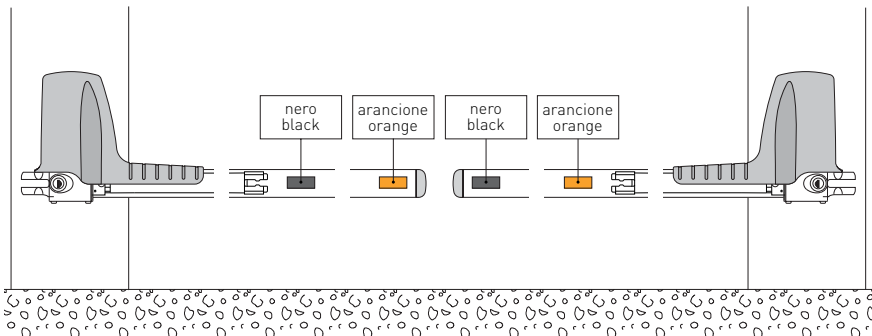 nero
black
arancione
orange
nero
black
arancione
orange